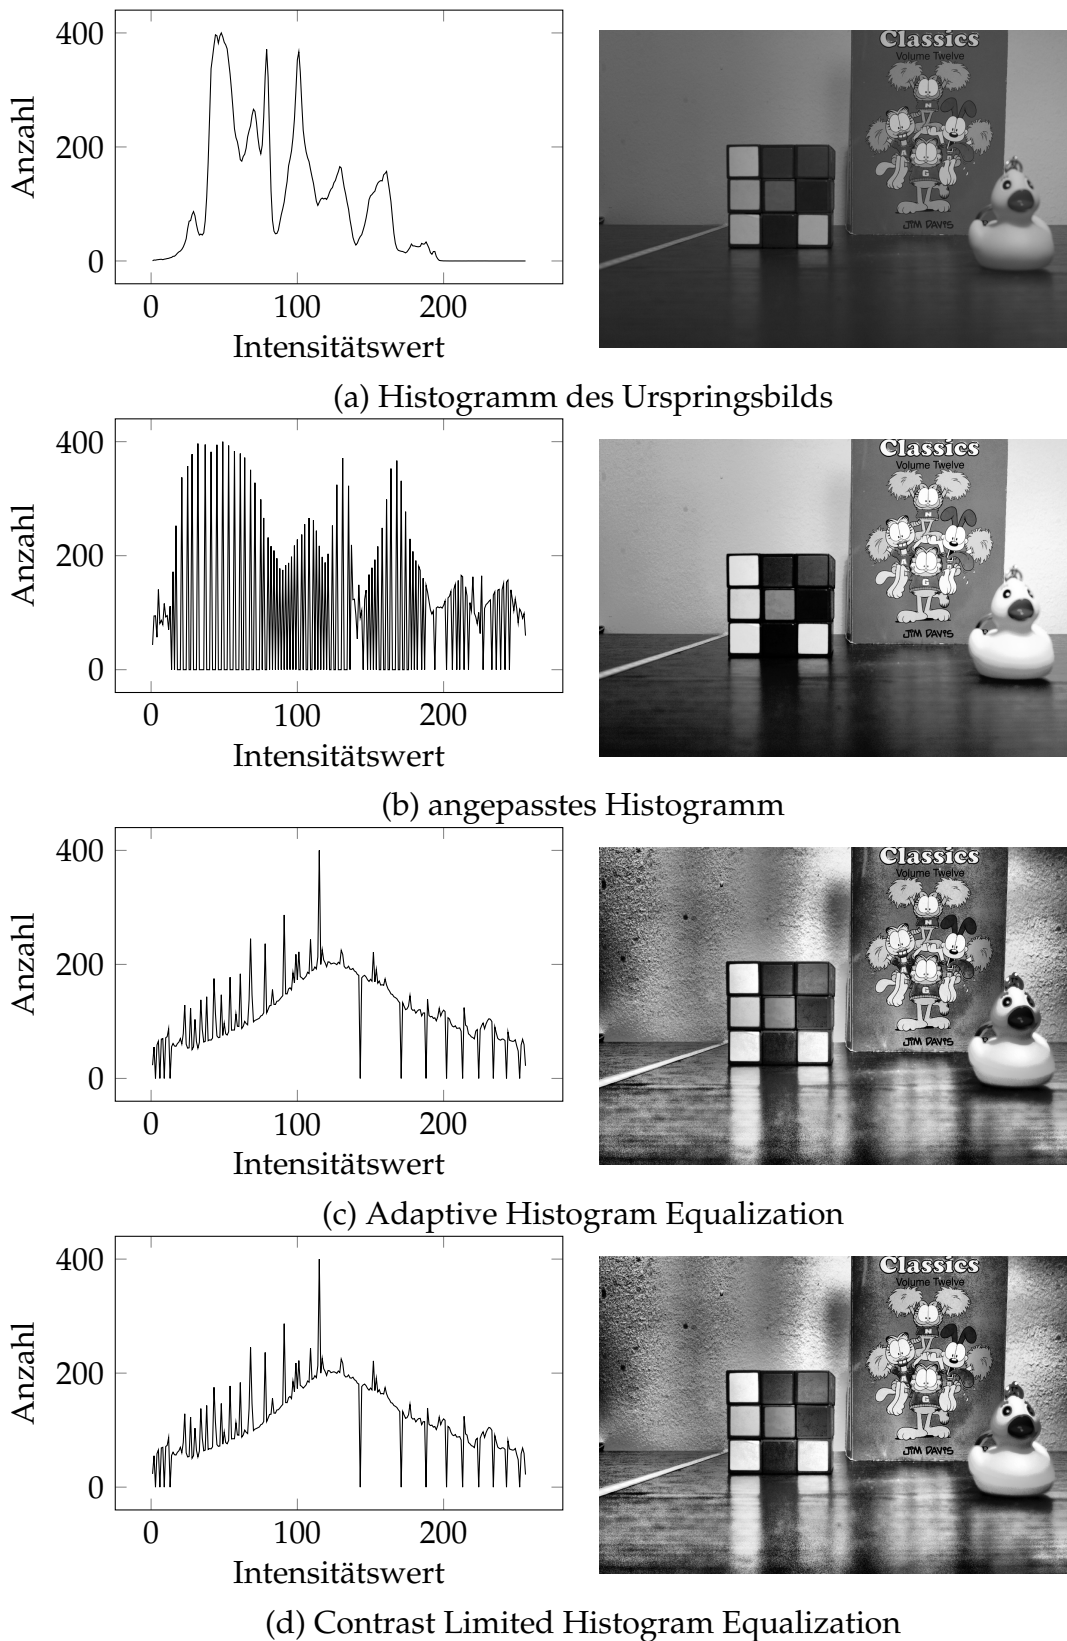 400
200
0
Anzahl
0 100 200
Intensitätswert
Classics
Volume Twelve
N
G
JIM DAVIS
(a) Histogramm des Urspringsbilds
400
200
0
Anzahl
0 100 200
Intensitätswert
Classics
Volume Twelve
N
G
JIM DAVIS
(b) angepasstes Histogramm
400
200
0
Anzahl
0 100 200
Intensitätswert
Classics
Volume Twelve
N
G
JIM DAVIS
(c) Adaptive Histogram Equalization
400
200
0
Anzahl
0 100 200
Intensitätswert
Classics
Volume Twelve
N
G
JIM DAVIS
(d) Contrast Limited Histogram Equalization